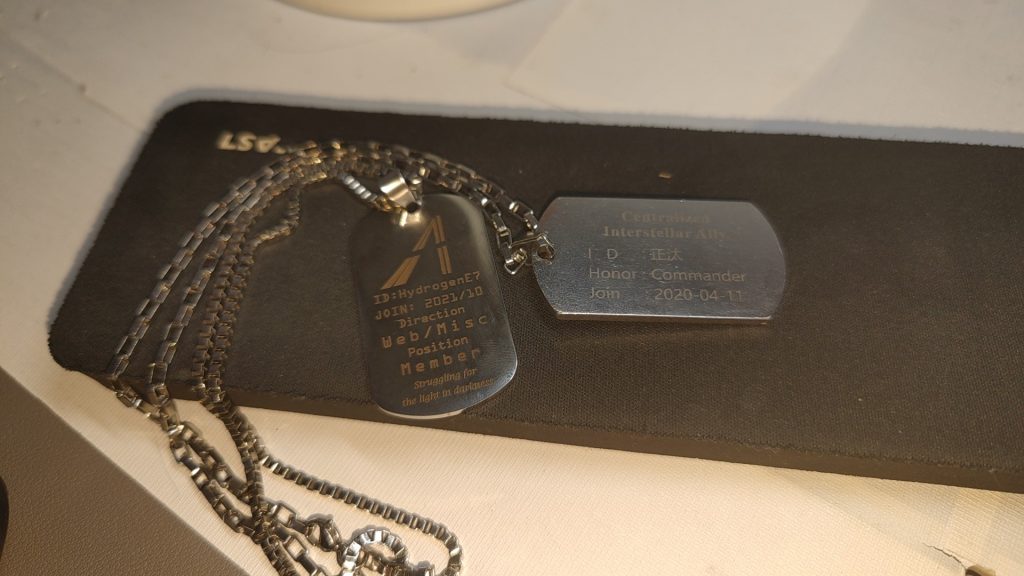 ID:HydrogenE7
JOIN: 2021/10
Direction
Web/Misc
Position
Member
Struggling for
the light in darkness
Centralized
Interstellar Ally
I D : 正汰
Honor : Commander
Join : 2020-04-11